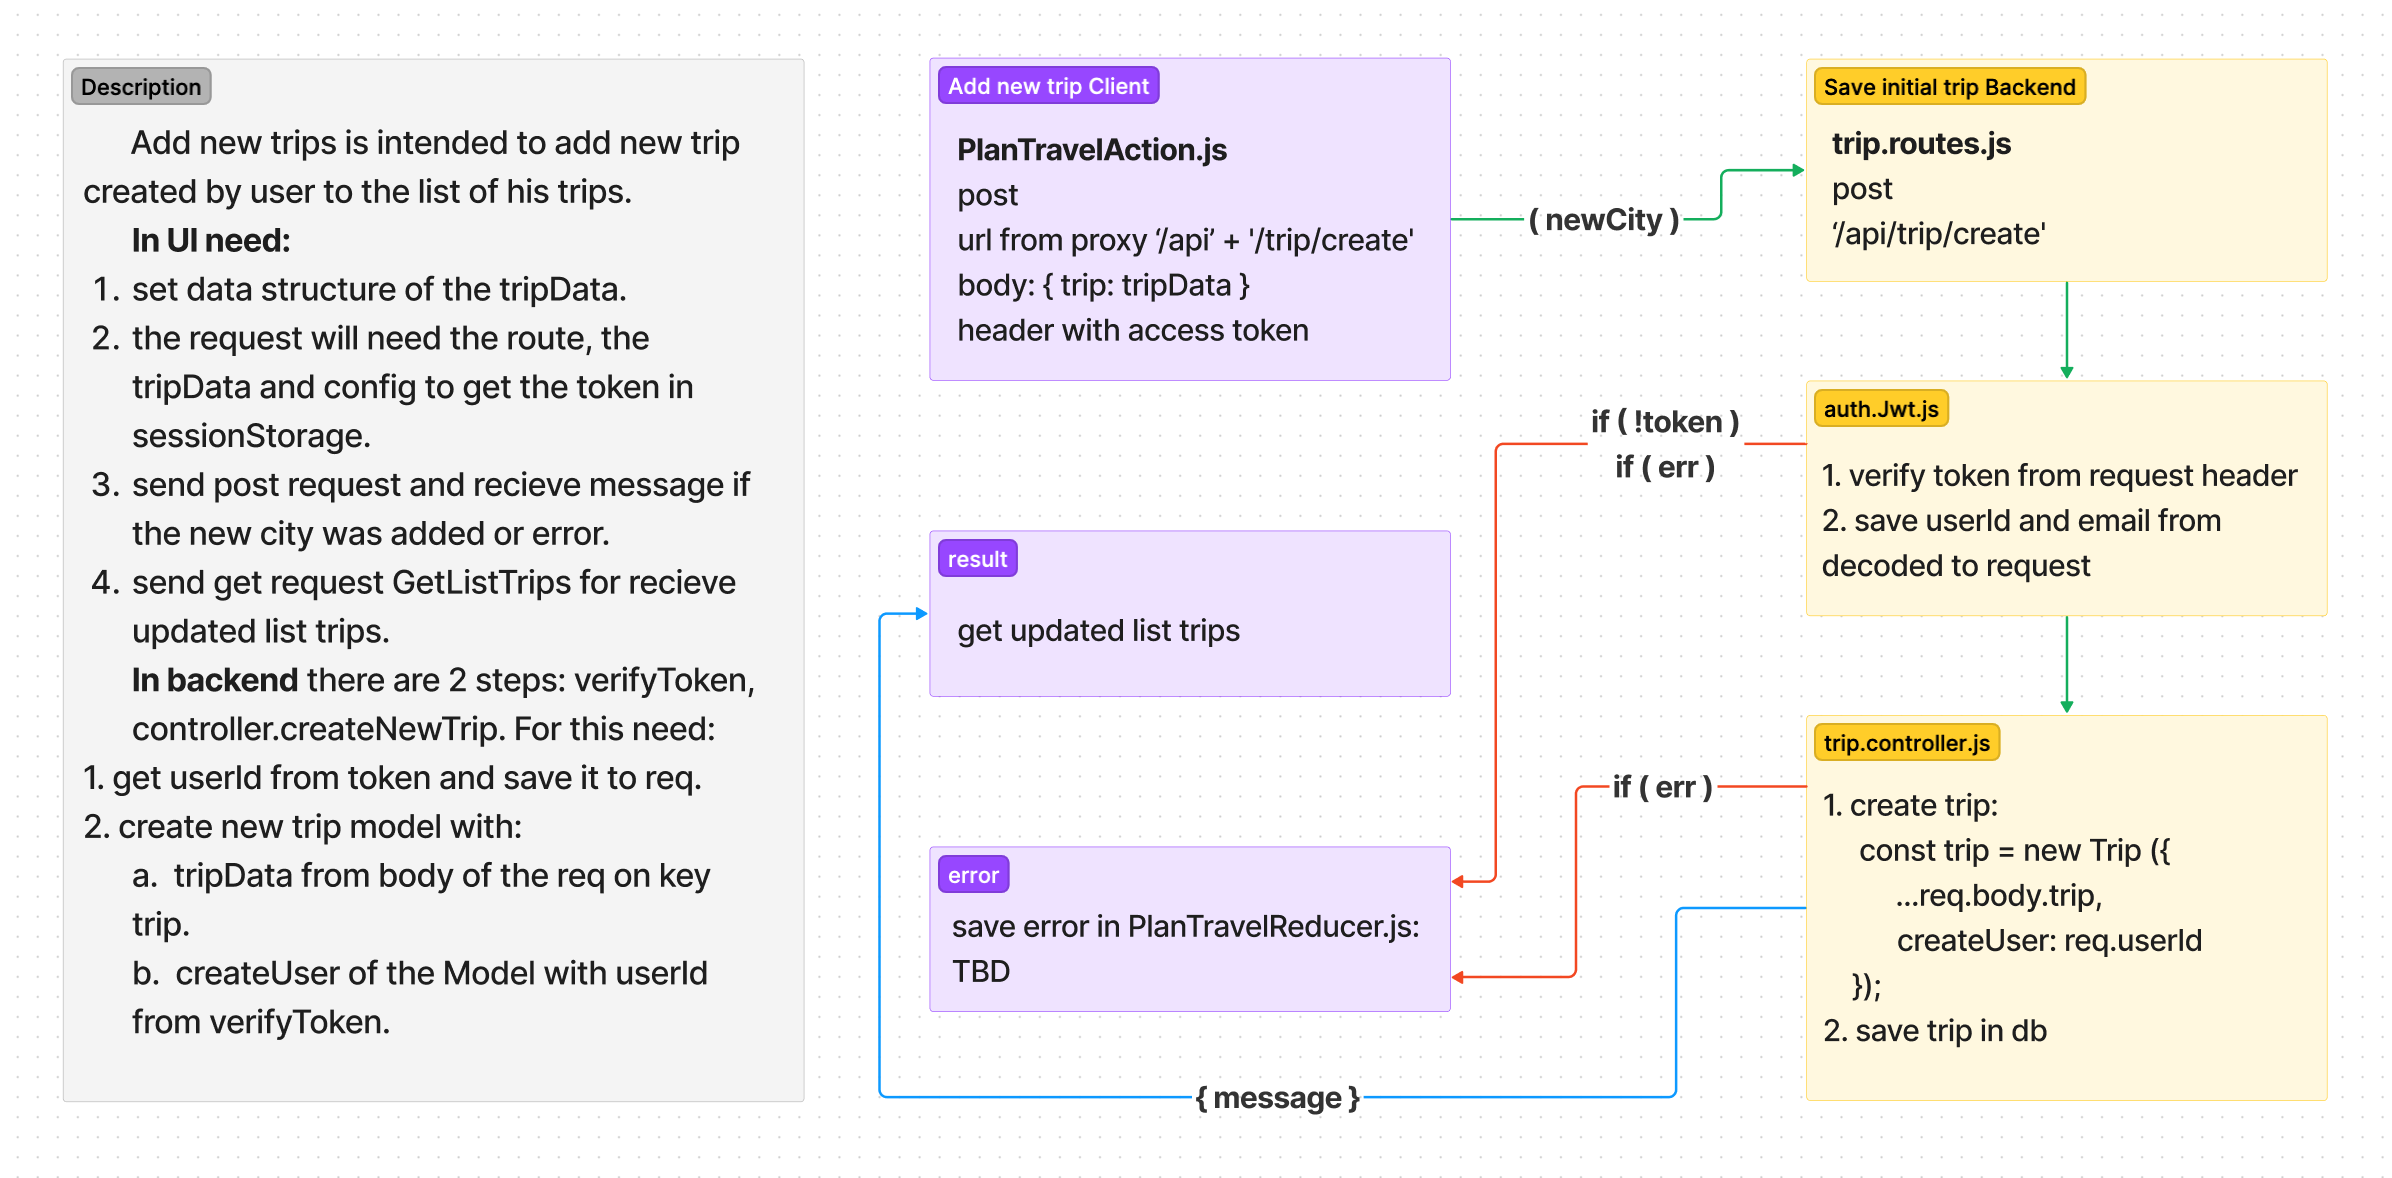 Description
Add new trips is intended to add new trip
created by user to the list of his trips.
In UI need:
1. set data structure of the tripData.
2. the request will need the route, the
tripData and config to get the token in
sessionStorage.
3. send post request and recieve message if
the new city was added or error.
4. send get request GetListTrips for recieve
updated list trips.
In backend there are 2 steps: verifyToken,
controller.createNewTrip. For this need:
1. get userId from token and save it to req.
2. create new trip model with:
a. tripData from body of the req on key
trip.
b. createUser of the Model with userId
from verifyToken.
Add new trip Client
PlanTravelAction.js
post
url from proxy ‘/api’ + '/trip/create'
body: { trip: tripData }
header with access token
( newCity )
Save initial trip Backend
trip.routes.js
post
‘/api/trip/create'
auth.Jwt.js
1. verify token from request header
2. save userId and email from
decoded to request
if ( !token )
if ( err )
result
get updated list trips
trip.controller.js
1. create trip:
const trip = new Trip ({
...req.body.trip,
createUser: req.userId
});
2. save trip in db
if ( err )
error
save error in PlanTravelReducer.js:
TBD
{ message }